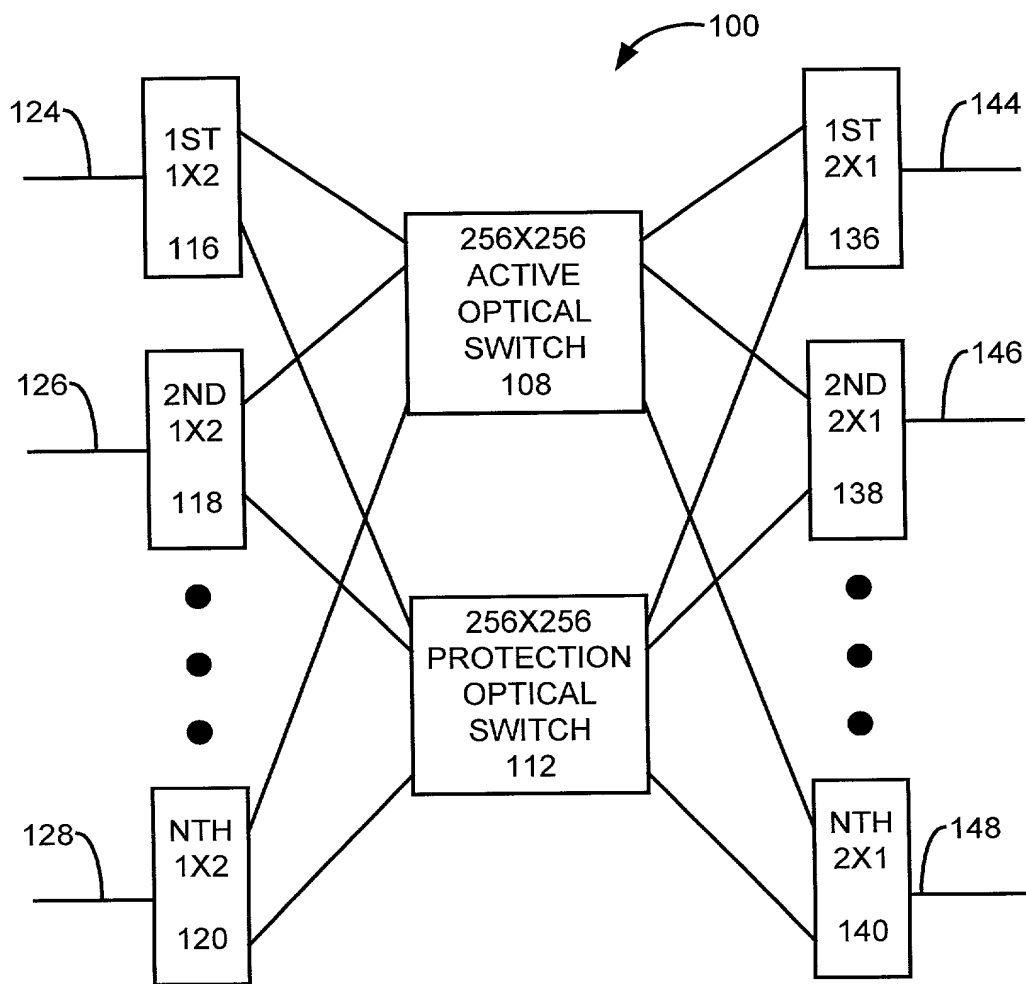 100
124
1ST
1X2
116
256X256
ACTIVE
OPTICAL
SWITCH
108
1ST
2X1
136
144
126
2ND
1X2
118
2ND
2X1
138
146
256X256
PROTECTION
OPTICAL
SWITCH
112
128
NTH
1X2
120
NTH
2X1
140
148